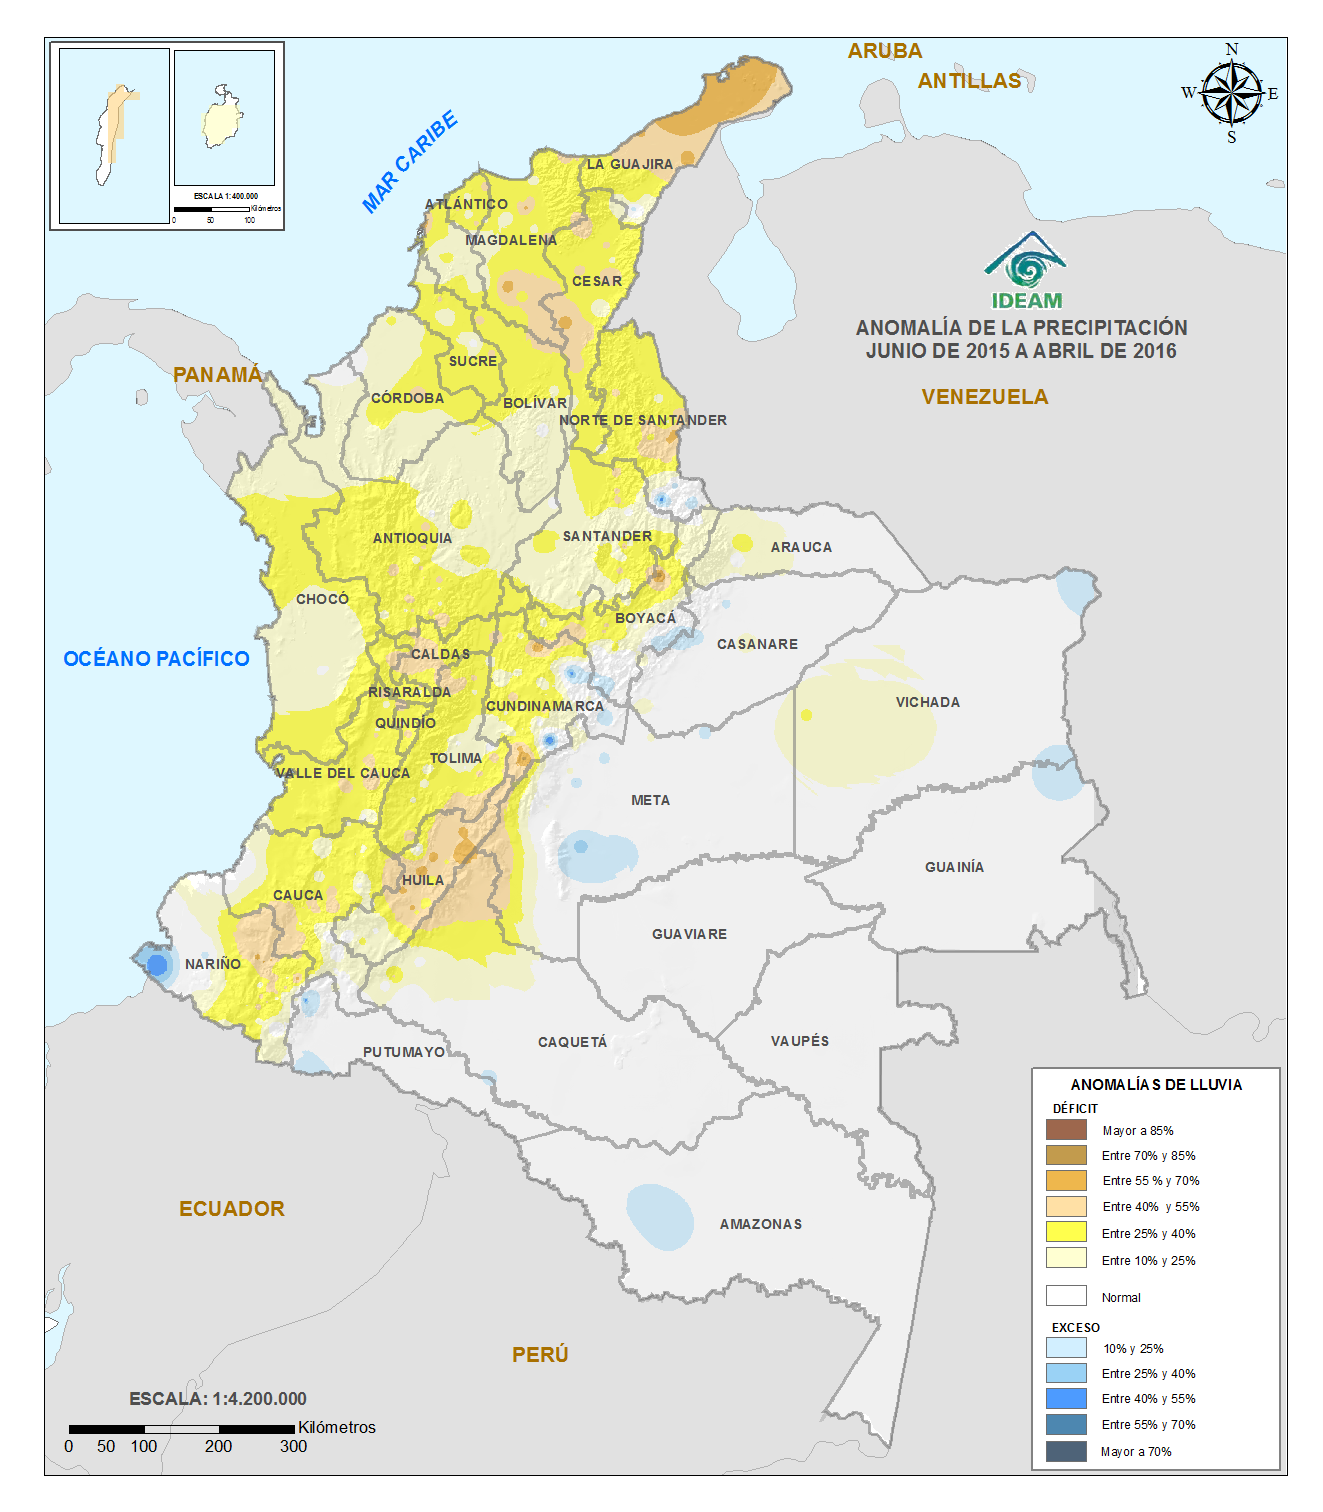 ARUBA
ANTILLAS
N
W
E
S
ESCALA 1:400.000
Kilómetros
0 50 100
MAR CARIBE
LA GUAJIRA
ATLÁNTICO
MAGDALENA
CESAR
IDEAM
ANOMALÍA DE LA PRECIPITACIÓN
JUNIO DE 2015 A ABRIL DE 2016
PANAMÁ
VENEZUELA
SUCRE
CÓRDOBA
BOLÍVAR
NORTE DE SANTANDER
ANTIOQUIA
SANTANDER
ARAUCA
CHOCÓ
BOYACÁ
CASANARE
OCÉANO PACÍFICO
CALDAS
RISARALDA
CUNDINAMARCA
VICHADA
QUINDÍO
TOLIMA
VALLE DEL CAUCA
META
GUAINÍA
HUILA
CAUCA
GUAVIARE
NARIÑO
CAQUETÁ
VAUPÉS
PUTUMAYO
ECUADOR
AMAZONAS
PERÚ
ANOMALÍAS DE LLUVIA
DÉFICIT
Mayor a 85%
Entre 70% y 85%
Entre 55 % y 70%
Entre 40% y 55%
Entre 25% y 40%
Entre 10% y 25%
Normal
EXCESO
10% y 25%
Entre 25% y 40%
Entre 40% y 55%
Entre 55% y 70%
Mayor a 70%
ESCALA: 1:4.200.000
Kilómetros
0 50 100 200 300